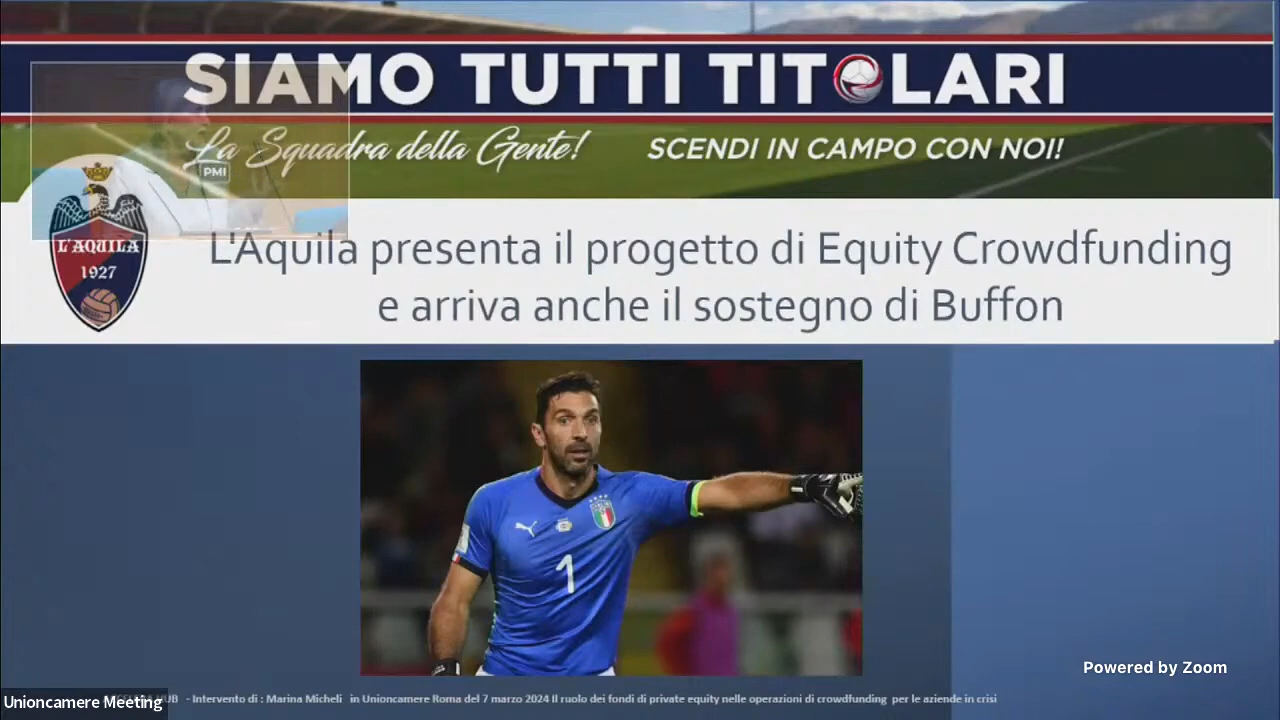 SIAMO TUTTI TITOLARI
La Squadra della Gente!
SCENDI IN CAMPO CON NOI!
PMI
L'AQUILA
1927
L'Aquila presenta il progetto di Equity Crowdfunding
e arriva anche il sostegno di Buffon
1
Powered by Zoom
HUB - Intervento di : Marina Micheli in Unioncamere Roma del 7 marzo 2024 Il ruolo dei fondi di private equity nelle operazioni di crowdfunding per le aziende in crisi
Unioncamere Meeting